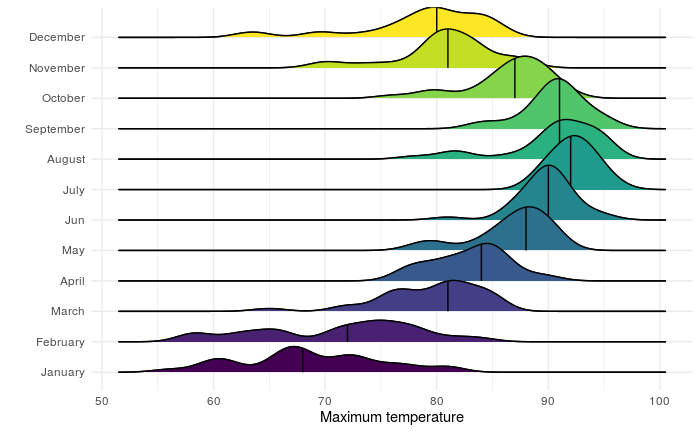 December
November
October
September
August
July
Jun
May
April
March
February
January
50 60 70 80 90 100
Maximum temperature